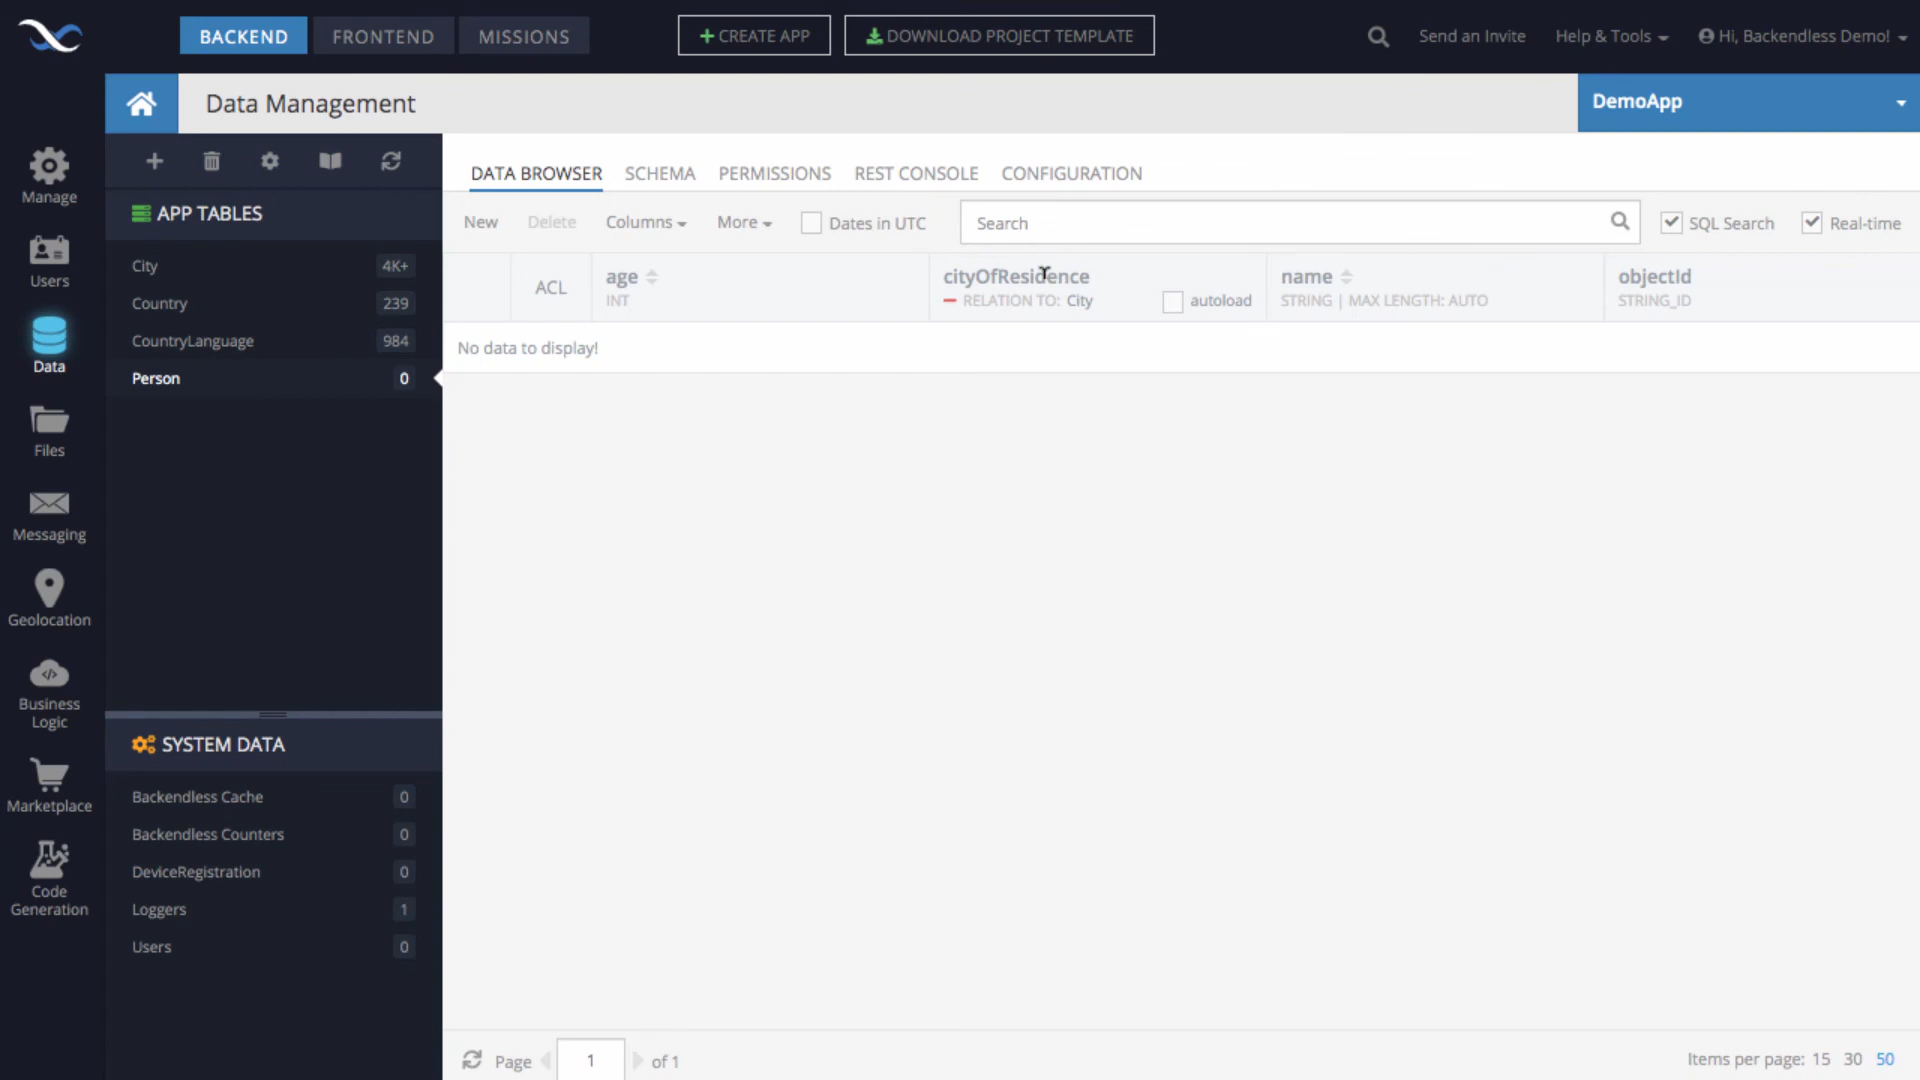 BACKEND FRONTEND MISSIONS CREATE APP DOWNLOAD PROJECT TEMPLATE Send an Invite Help & Tools Hi, Backendless Demo!
Data Management DemoApp
Manage
Users
Data
Files
Messaging
Geolocation
Business
Logic
Marketplace
Code
Generation
APP TABLES
City 4K+
Country 239
CountryLanguage 984
Person 0
SYSTEM DATA
Backendless Cache 0
Backendless Counters 0
DeviceRegistration 0
Loggers 1
Users 0
DATA BROWSER SCHEMA PERMISSIONS REST CONSOLE CONFIGURATION
New Delete Columns More Dates in UTC Search SQL Search Real-time
ACL age cityOfResidence name objectId
INT RELATION TO: City autoload STRING | MAX LENGTH: AUTO STRING_ID
No data to display!
Page 1 of 1 Items per page: 15 30 50